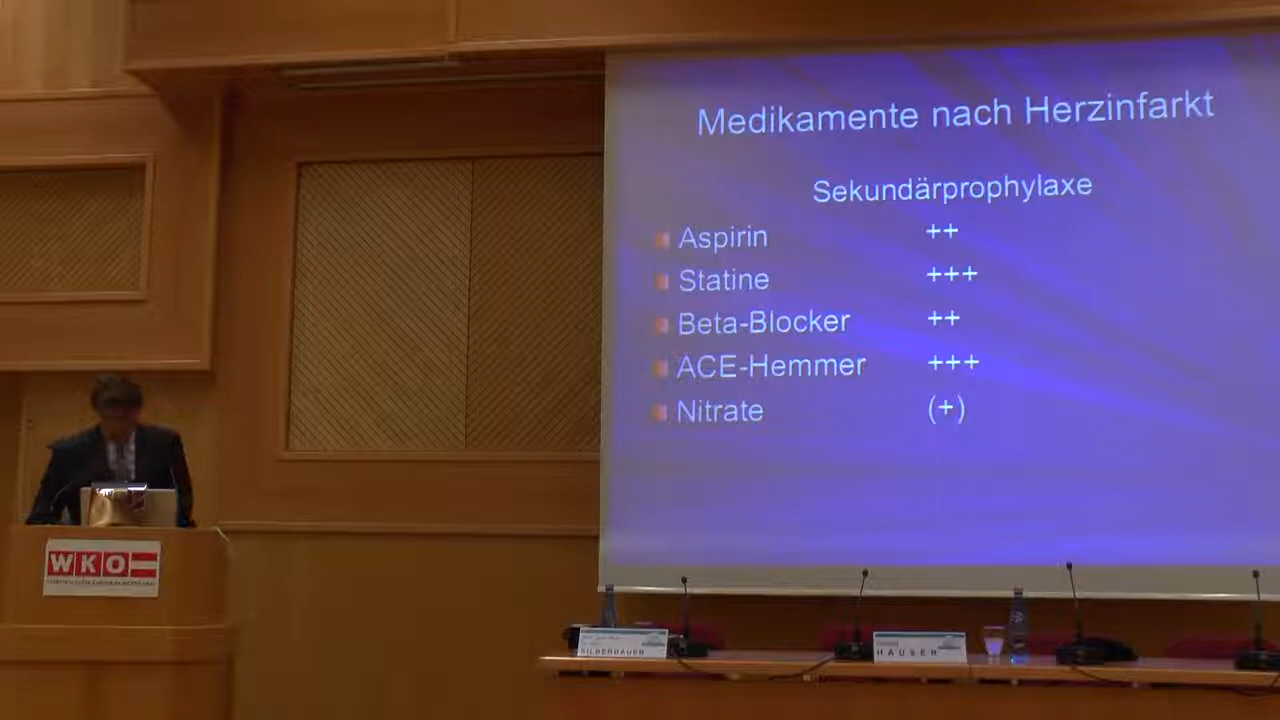 Medikamente nach Herzinfarkt
Sekundärprophylaxe
Aspirin ++
Statine +++
Beta-Blocker ++
ACE-Hemmer +++
Nitrate (+)
WKO
SILBERBAUER
HAUSER